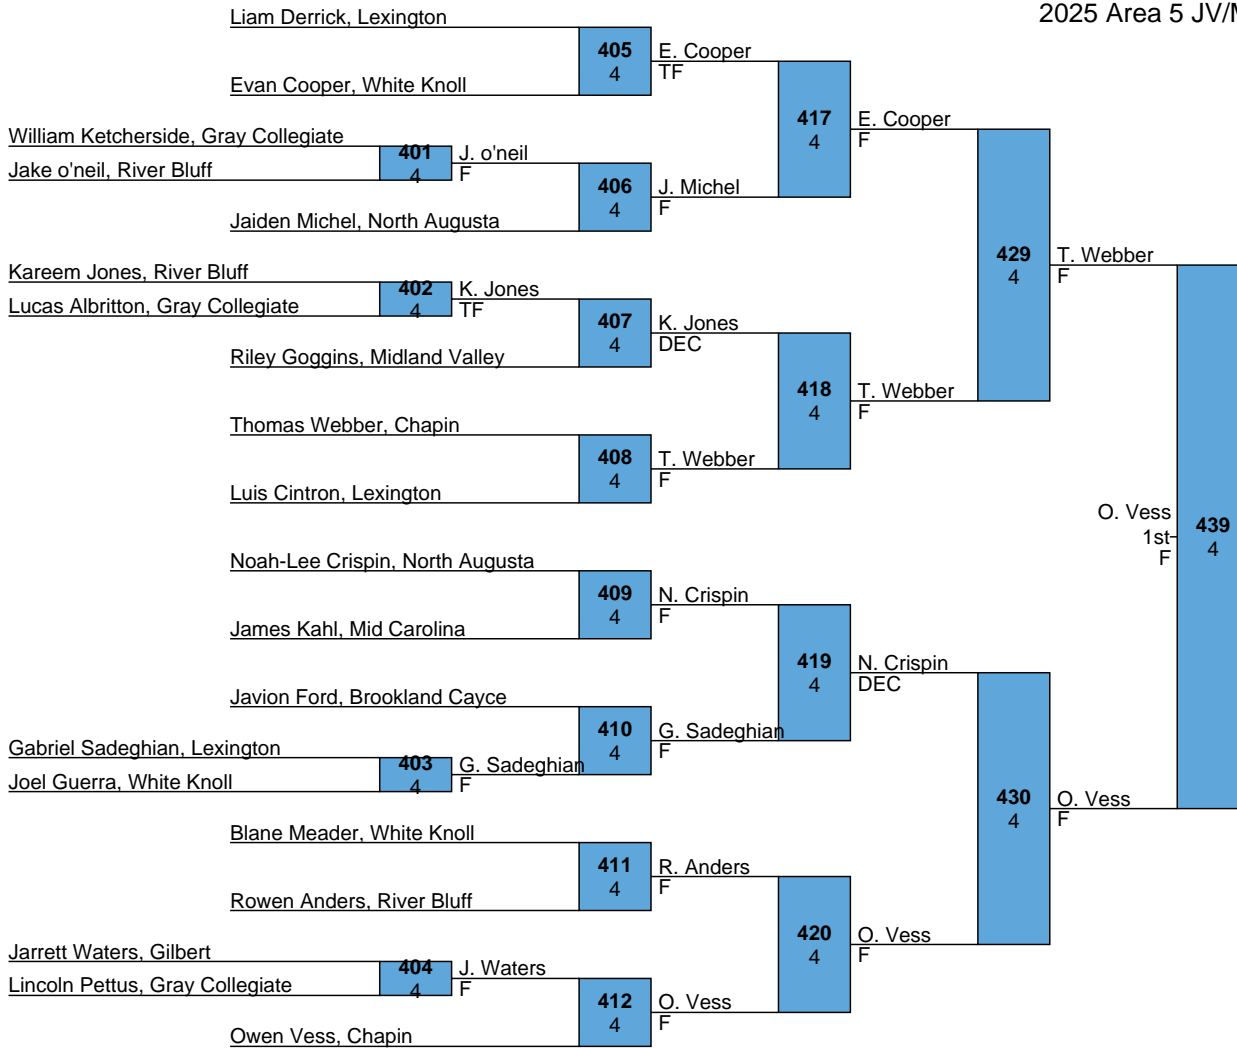 2025 Area 5 JV/M
Liam Derrick, Lexington
405
4
E. Cooper
TF
Evan Cooper, White Knoll
417
4
E. Cooper
F
William Ketcherside, Gray Collegiate
401
4
J. o'neil
F
Jake o'neil, River Bluff
406
4
J. Michel
F
Jaiden Michel, North Augusta
429
4
T. Webber
F
Kareem Jones, River Bluff
402
4
K. Jones
TF
Lucas Albritton, Gray Collegiate
407
4
K. Jones
DEC
Riley Goggins, Midland Valley
418
4
T. Webber
F
Thomas Webber, Chapin
408
4
T. Webber
F
Luis Cintron, Lexington
O. Vess
1st
F
439
4
Noah-Lee Crispin, North Augusta
409
4
N. Crispin
F
James Kahl, Mid Carolina
419
4
N. Crispin
DEC
Javion Ford, Brookland Cayce
410
4
G. Sadeghian
F
Gabriel Sadeghian, Lexington
403
4
G. Sadeghian
F
Joel Guerra, White Knoll
430
4
O. Vess
F
Blane Meader, White Knoll
411
4
R. Anders
F
Rowen Anders, River Bluff
420
4
O. Vess
F
Jarrett Waters, Gilbert
404
4
J. Waters
F
Lincoln Pettus, Gray Collegiate
412
4
O. Vess
F
Owen Vess, Chapin